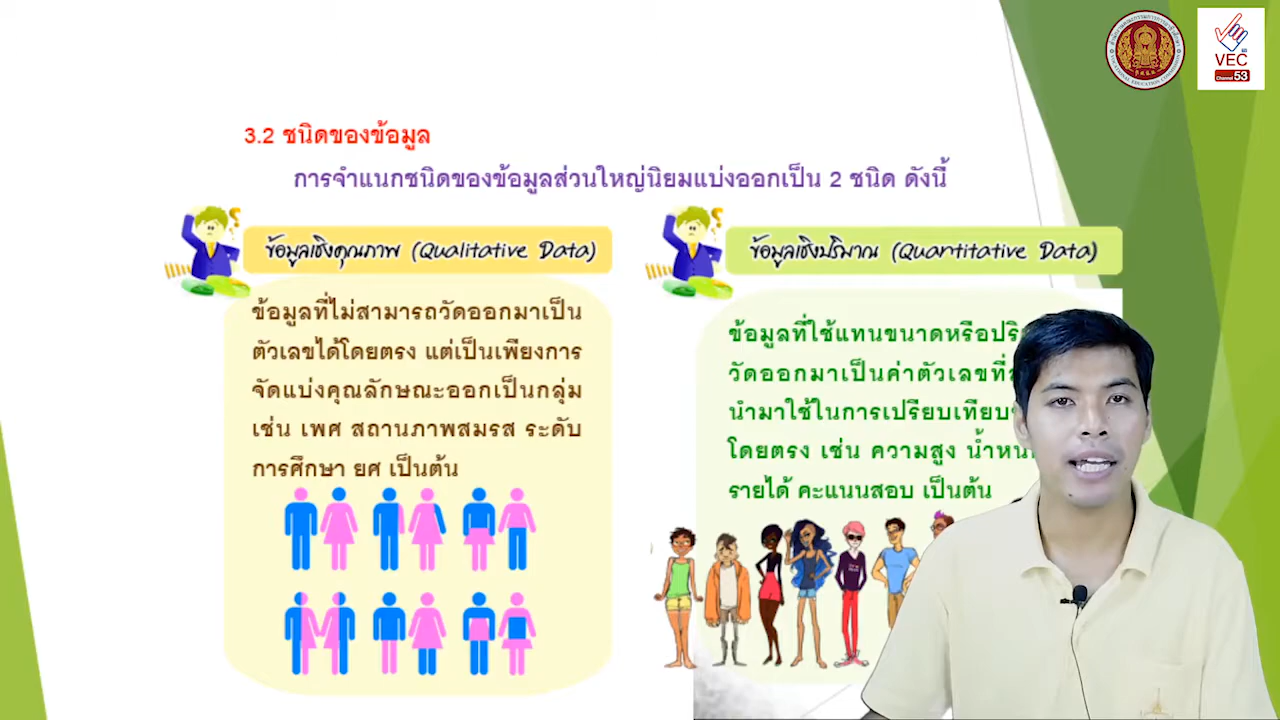 VEC
Channel 53
3.2 ชนิดของข้อมูล
การจำแนกชนิดของข้อมูลส่วนใหญ่นิยมแบ่งออกเป็น 2 ชนิด ดังนี้
ข้อมูลเชิงคุณภาพ (Qualitative Data)
ข้อมูลที่ไม่สามารถวัดออกมาเป็น
ตัวเลขได้โดยตรง แต่เป็นเพียงการ
จัดแบ่งคุณลักษณะออกเป็นกลุ่ม
เช่น เพศ สถานภาพสมรส ระดับ
การศึกษา ยศ เป็นต้น
ข้อมูลเชิงปริมาณ (Quantitative Data)
ข้อมูลที่ใช้แทนขนาดหรือ
วัดออกมาเป็นค่าตัวเลขที่
นำมาใช้ในการเปรียบเทียบ
โดยตรง เช่น ความสูง
รายได้ คะแนนสอบ เป็นต้น